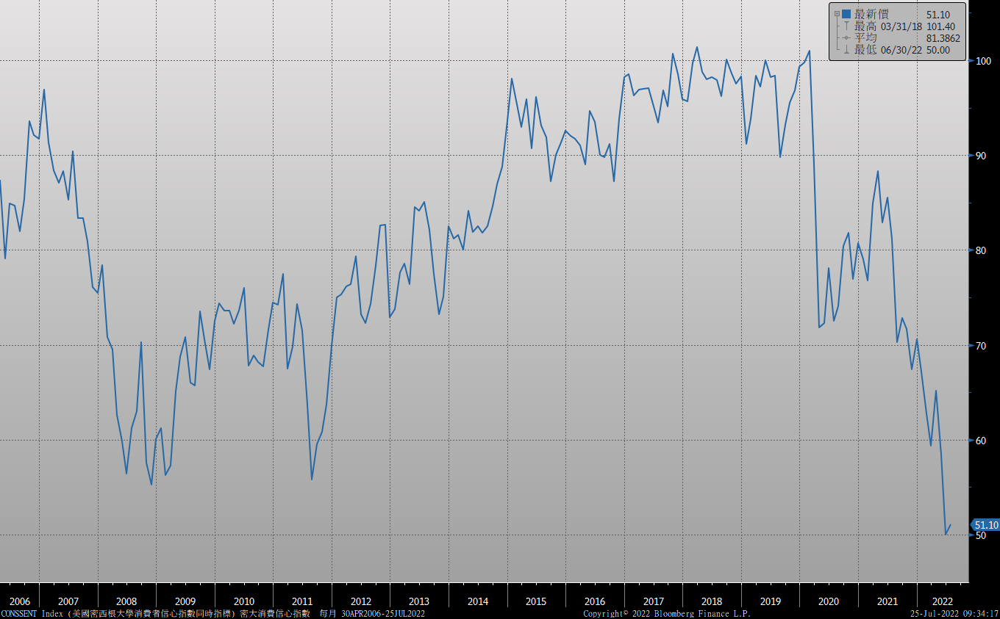 最新價 51.10
最高 03/31/18 101.40
平均 81.3862
最低 06/30/22 50.00
100
90
80
70
60
51.10
50
2006 2007 2008 2009 2010 2011 2012 2013 2014 2015 2016 2017 2018 2019 2020 2021 2022
CONSSENT Index (美國密西根大學消費者信心指數同時指標) 密大消費信心指數 每月 30APR2006-25JUL2022 Copyright© 2022 Bloomberg Finance L.P. 25-Jul-2022 09:34:17